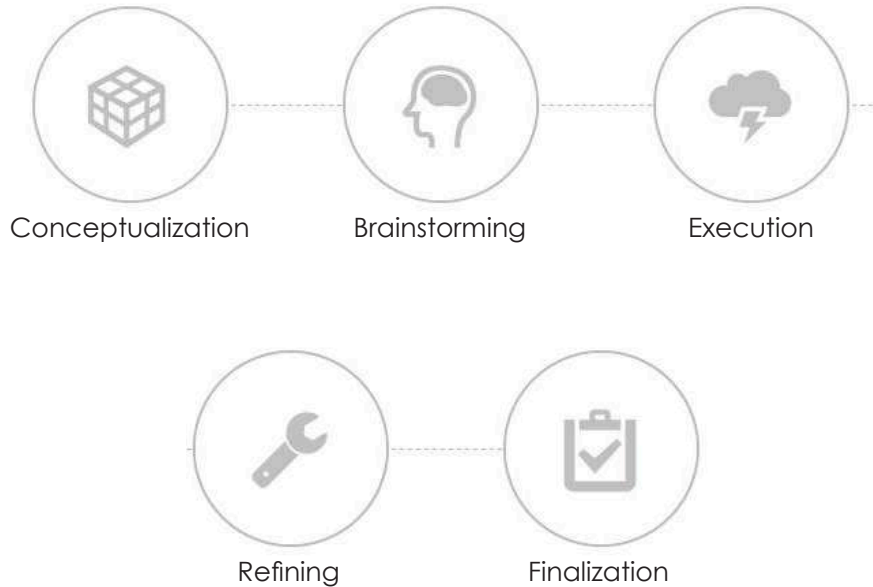 Conceptualization
Brainstorming
Execution
Refining
Finalization